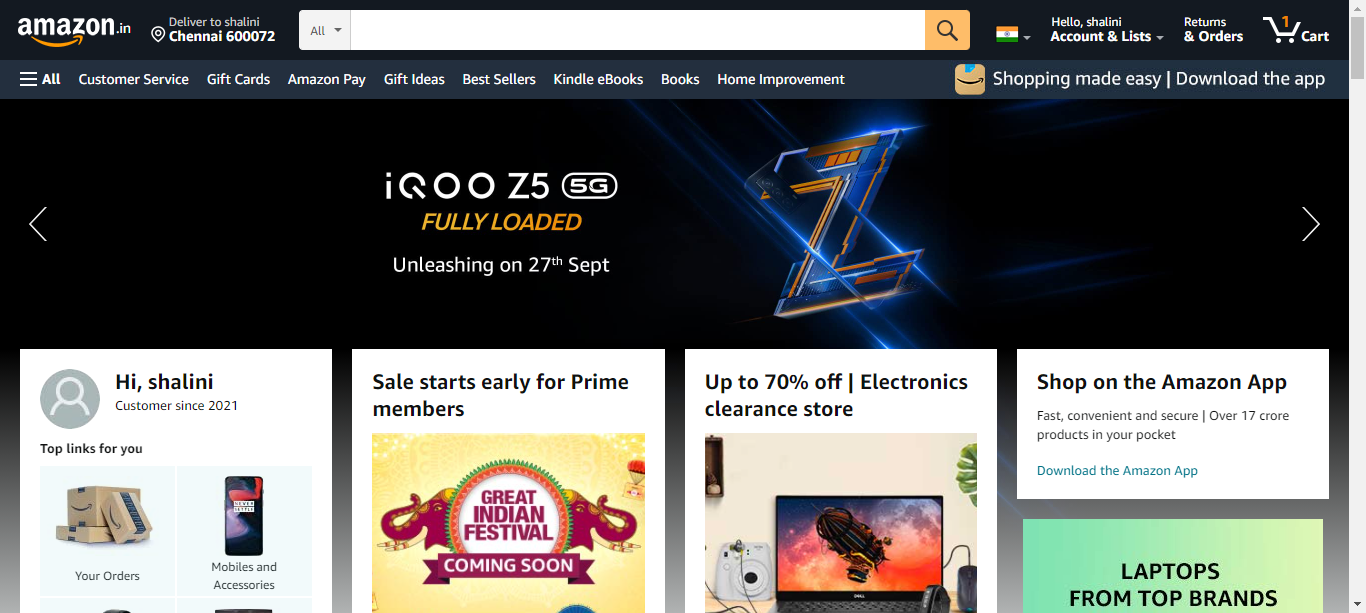 amazon.in
Deliver to shalini
Chennai 600072
All
Hello, shalini
Account & Lists
Returns
& Orders
1
Cart
All
Customer Service
Gift Cards
Amazon Pay
Gift Ideas
Best Sellers
Kindle eBooks
Books
Home Improvement
Shopping made easy | Download the app
iQOO Z5 5G
FULLY LOADED
Unleashing on 27th Sept
Hi, shalini
Customer since 2021
Top links for you
Your Orders
ONEPLUS 6
Mobiles and
Accessories
Sale starts early for Prime
members
GREAT
INDIAN
FESTIVAL
COMING SOON
Up to 70% off | Electronics
clearance store
DELL
Shop on the Amazon App
Fast, convenient and secure | Over 17 crore
products in your pocket
Download the Amazon App
LAPTOPS
FROM TOP BRANDS